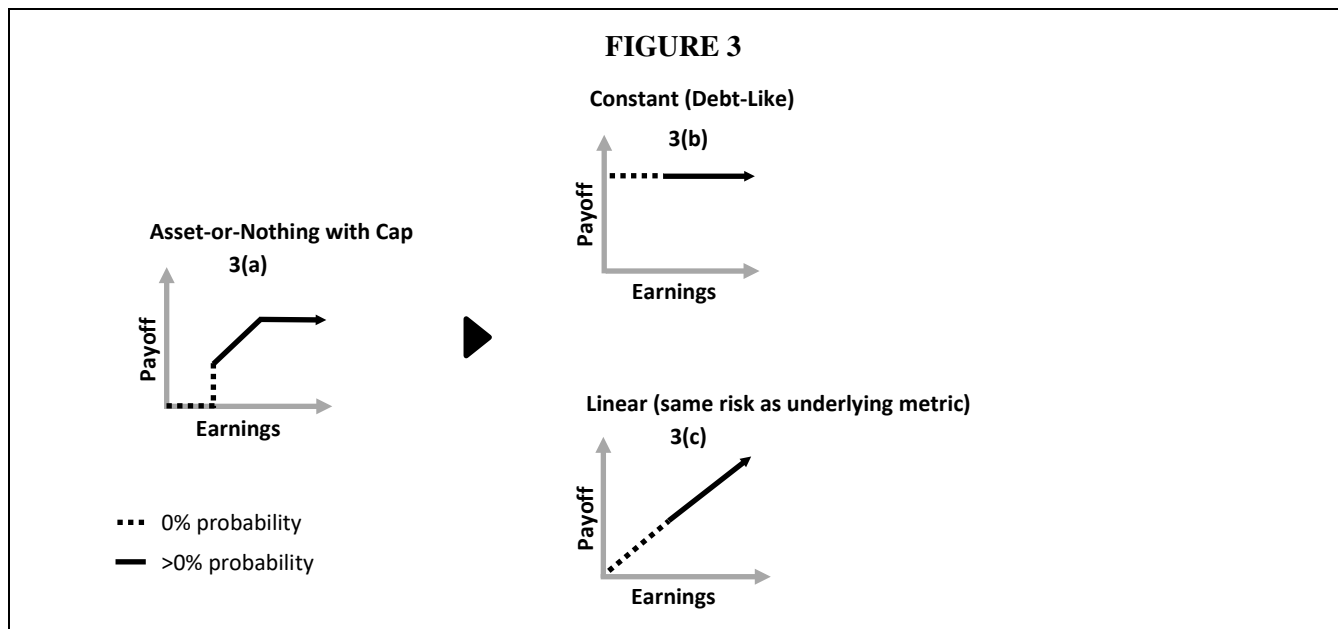 FIGURE 3
Constant (Debt-Like)
3(b)
Payoff
Earnings
Asset-or-Nothing with Cap
3(a)
Payoff
Earnings
Linear (same risk as underlying metric)
3(c)
Payoff
Earnings
0% probability
>0% probability